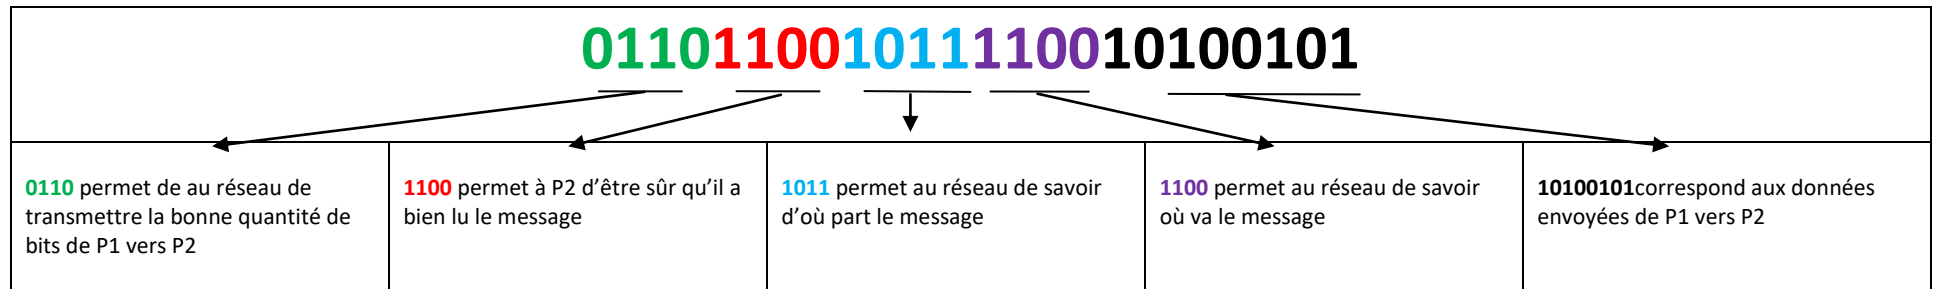 011011001011110010100101
0110 permet de au réseau de
transmettre la bonne quantité de
bits de P1 vers P2
1100 permet à P2 d'être sûr qu'il a
bien lu le message
1011 permet au réseau de savoir
d'où part le message
1100 permet au réseau de savoir
où va le message
10100101correspond aux données
envoyées de P1 vers P2